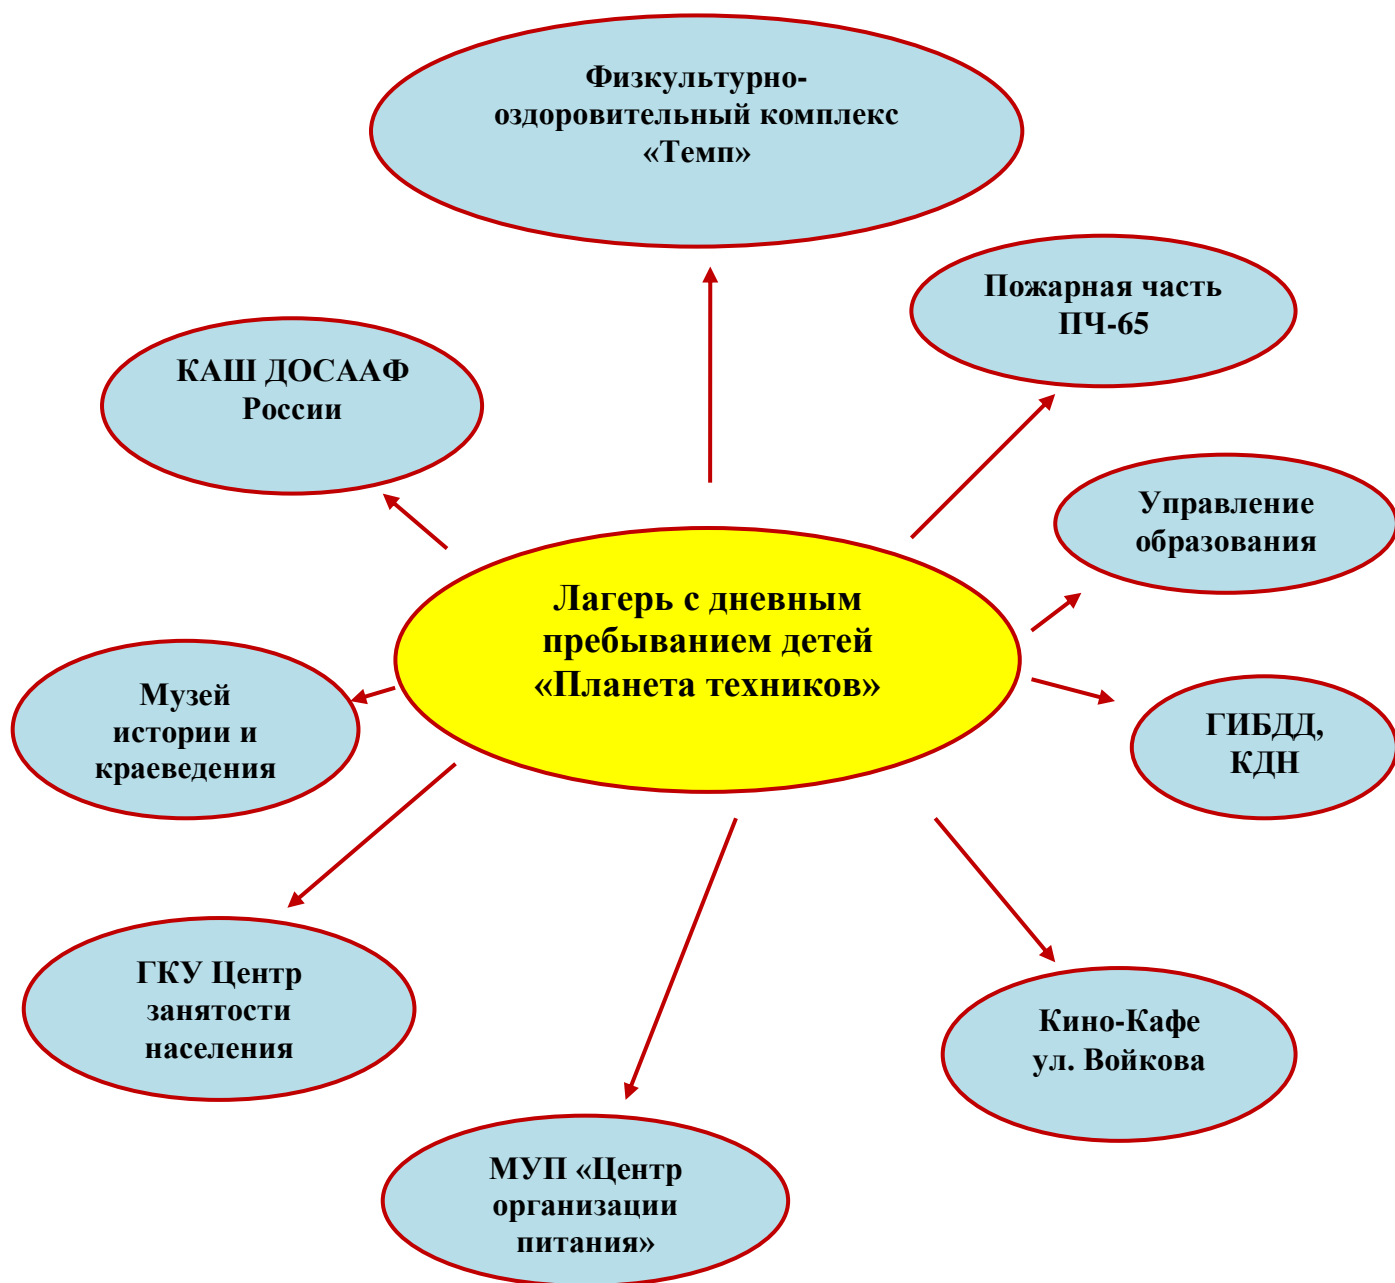 Физкультурно-
оздоровительный комплекс
«Темп»
Пожарная часть
ПЧ-65
КАШ ДОСААФ
России
Управление
образования
Лагерь с дневным
пребыванием детей
«Планета техников»
Музей
истории и
краеведения
ГИБДД,
КДН
ГКУ Центр
занятости
населения
Кино-Кафе
ул. Войкова
МУП «Центр
организации
питания»